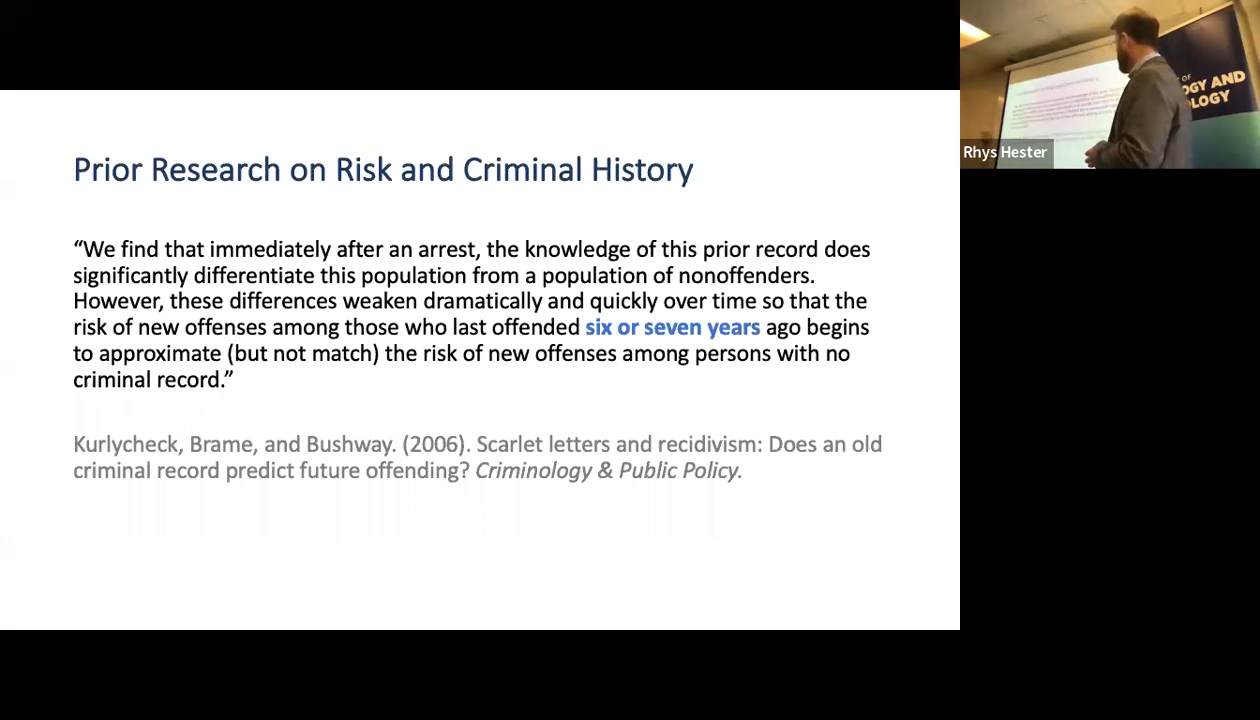 Prior Research on Risk and Criminal History
“We find that immediately after an arrest, the knowledge of this prior record does
significantly differentiate this population from a population of nonoffenders.
However, these differences weaken dramatically and quickly over time so that the
risk of new offenses among those who last offended six or seven years ago begins
to approximate (but not match) the risk of new offenses among persons with no
criminal record.”
Kurlycheck, Brame, and Bushway. (2006). Scarlet letters and recidivism: Does an old
criminal record predict future offending? Criminology & Public Policy.
OF
OGY AND
LOGY
Rhys Hester